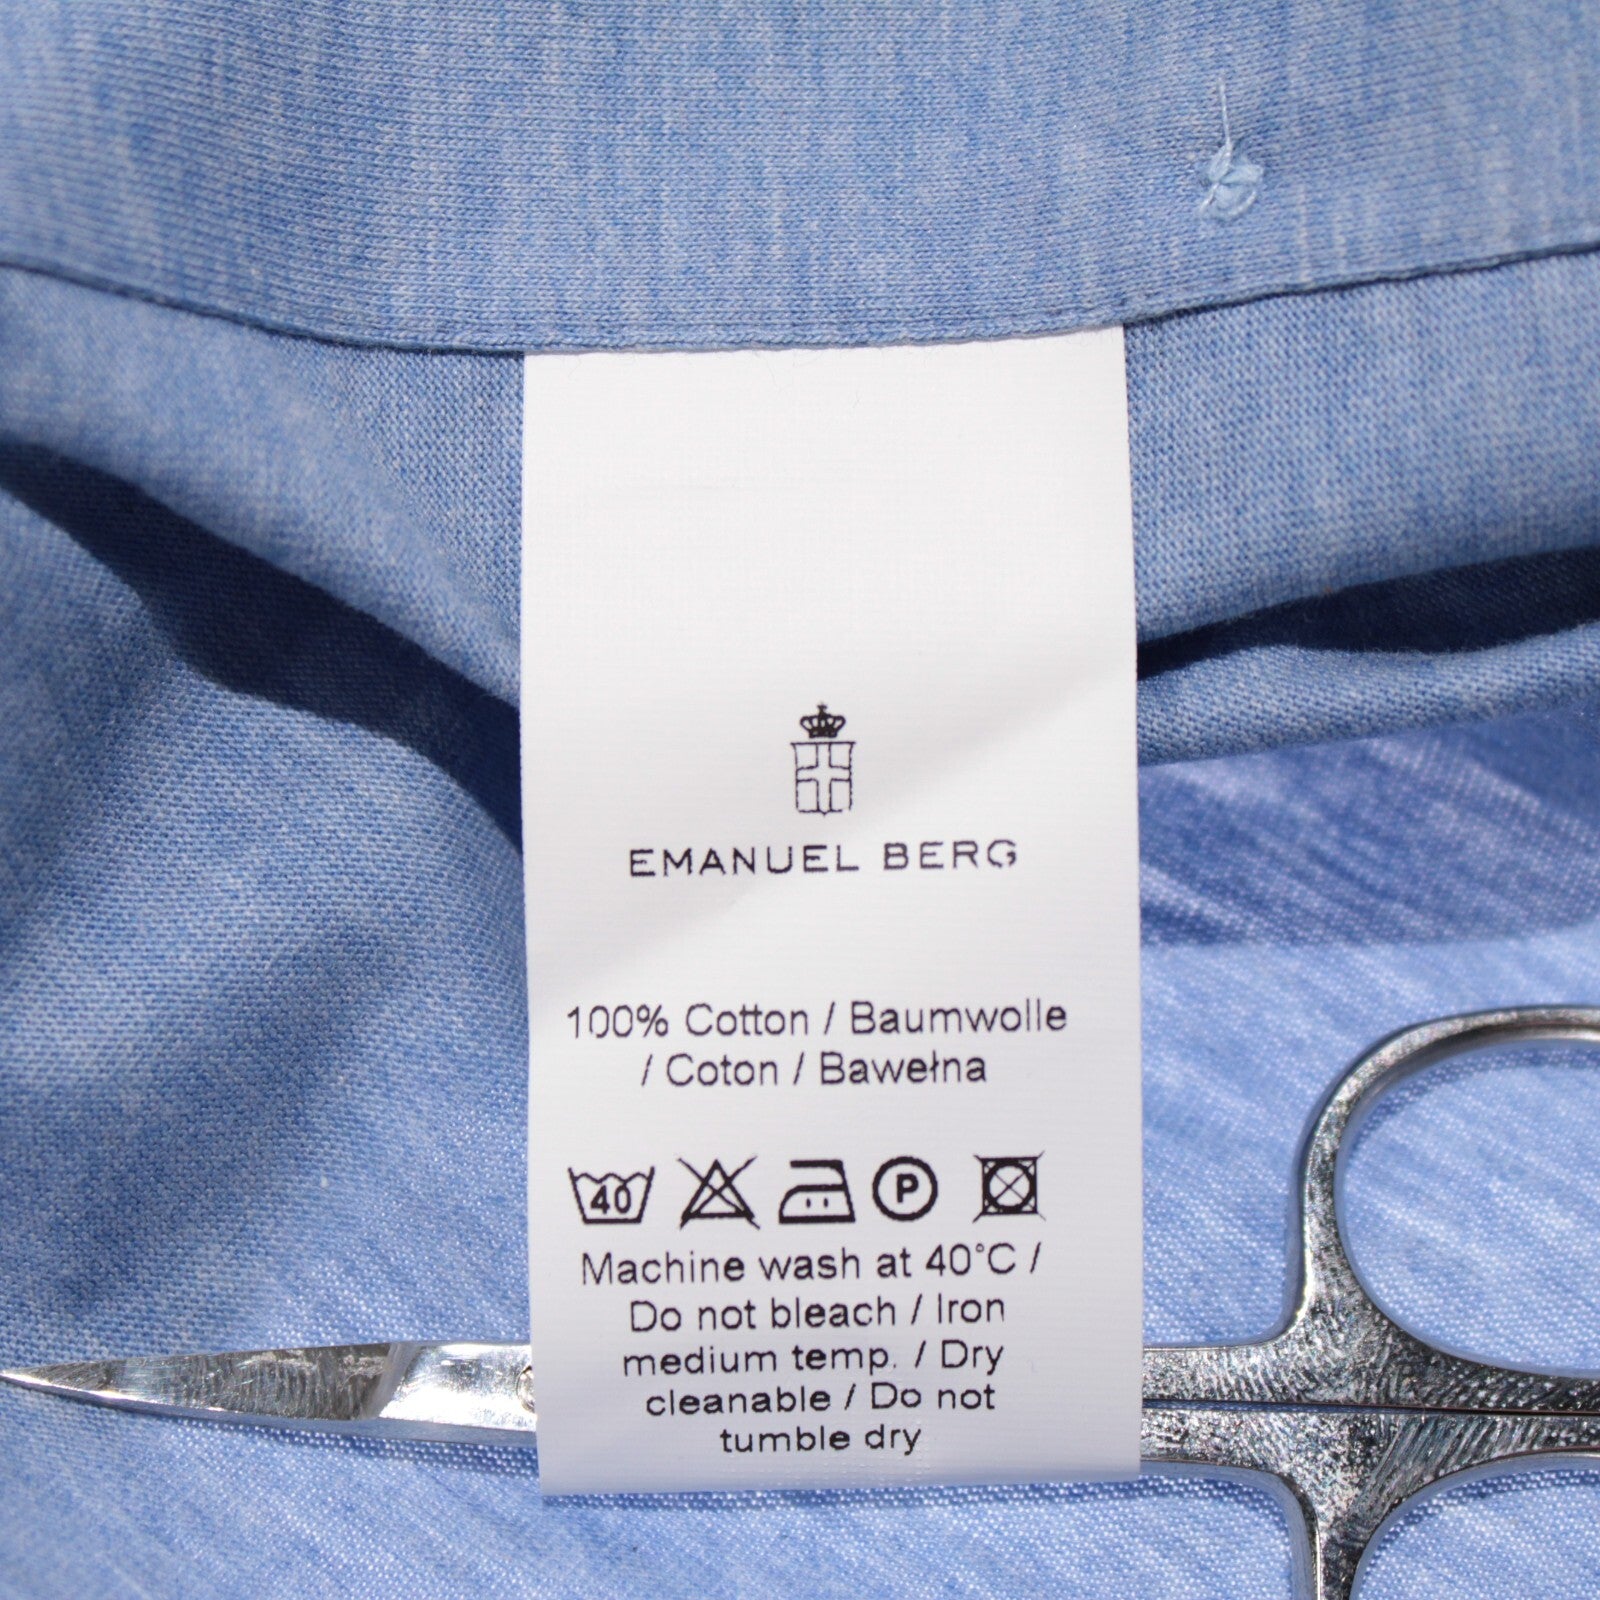 EMANUEL BERG
100% Cotton / Baumwolle
/ Coton / Bawełna
40 P
Machine wash at 40°C /
Do not bleach / Iron
medium temp. / Dry
cleanable / Do not
tumble dry